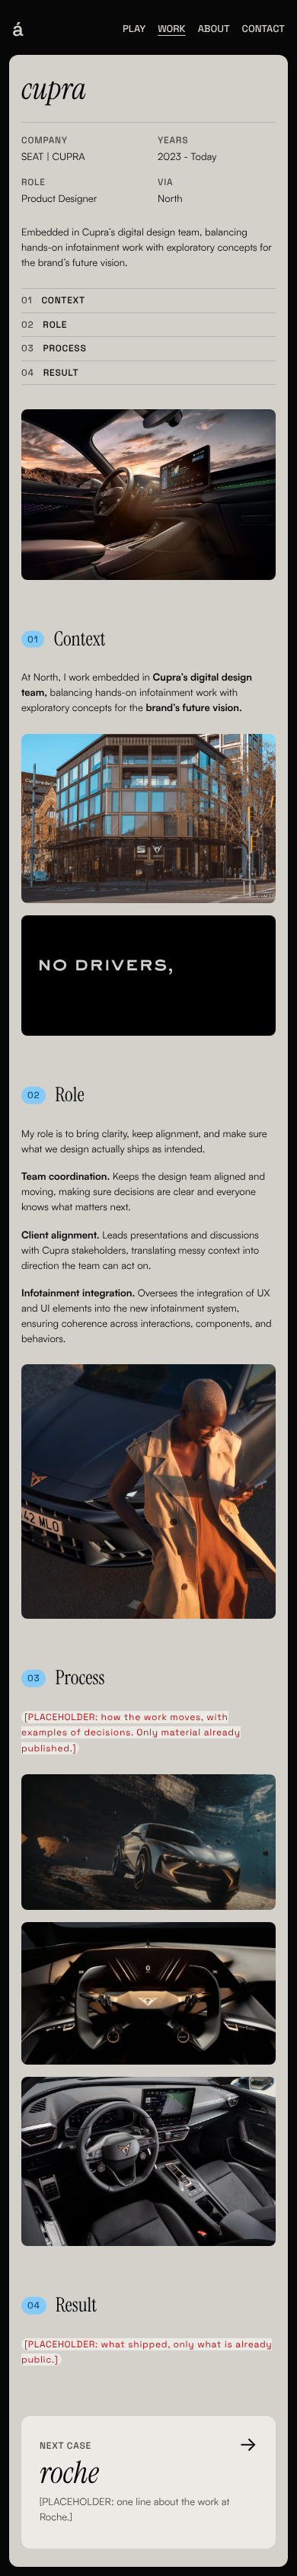 á
PLAY WORK ABOUT CONTACT
cupra
COMPANY YEARS
SEAT | CUPRA 2023 - Today
ROLE VIA
Product Designer North
Embedded in Cupra's digital design team, balancing
hands-on infotainment work with exploratory concepts for
the brand's future vision.
01 CONTEXT
02 ROLE
03 PROCESS
04 RESULT
01 Context
At North, I work embedded in Cupra's digital design
team, balancing hands-on infotainment work with
exploratory concepts for the brand's future vision.
NO DRIVERS,
02 Role
My role is to bring clarity, keep alignment, and make sure
what we design actually ships as intended.
Team coordination. Keeps the design team aligned and
moving, making sure decisions are clear and everyone
knows what matters next.
Client alignment. Leads presentations and discussions
with Cupra stakeholders, translating messy context into
direction the team can act on.
Infotainment integration. Oversees the integration of UX
and UI elements into the new infotainment system,
ensuring coherence across interactions, components, and
behaviors.
42 MLO
03 Process
[PLACEHOLDER: how the work moves, with
examples of decisions. Only material already
published.]
04 Result
[PLACEHOLDER: what shipped, only what is already
public.]
NEXT CASE
roche
[PLACEHOLDER: one line about the work at
Roche.]